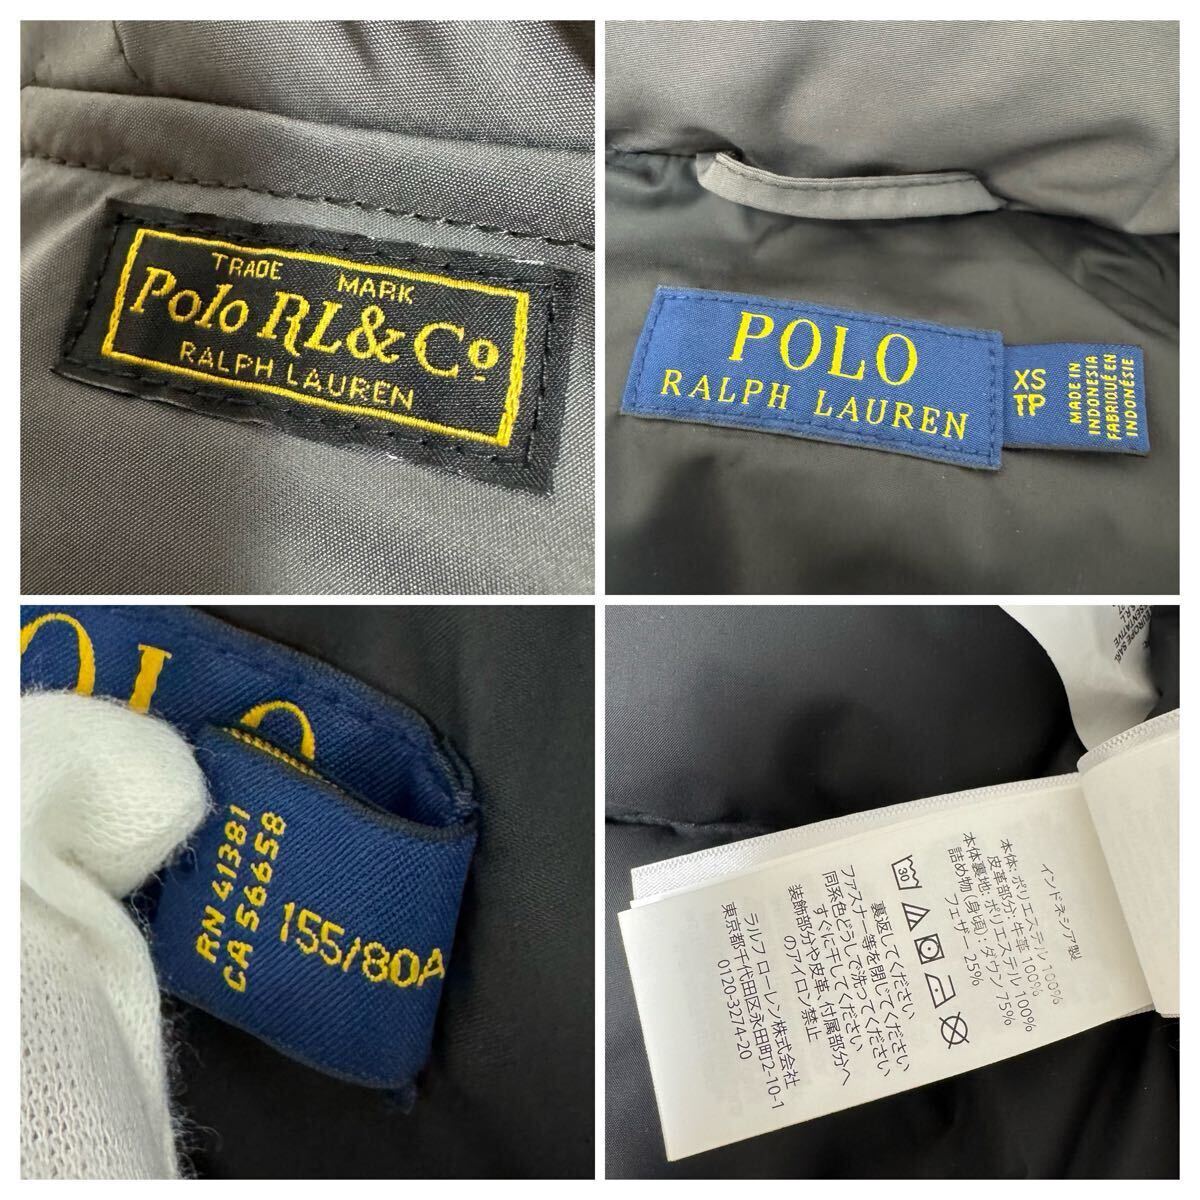 TRADE MARK
Polo RL & Co
RALPH LAUREN
POLO
RALPH LAUREN
XS
TP
MADE IN
INDONESIA
FABRIQUÉ EN
INDONÉSIE
OLO
RN 41381
CA 56658
155/80A
EUROPE SARL
インドネシア製
本体: ポリエステル 100%
皮革部分: 牛革 100%
本体裏地: ポリエステル 100%
詰め物 (身頃) : ダウン 75%
フェザー 25%
30
裏返してください
ファスナー等を閉じてください
同系色どうしで洗ってください
すぐに干してください
装飾部分や皮革、付属部分へ
のアイロン禁止
ラルフ ローレン株式会社
東京都千代田区永田町2-10-1
0120-3274-20